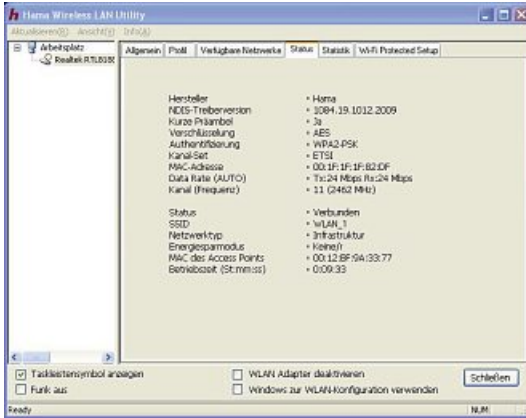 Hama Wireless LAN Utility
Aktualisieren(R) Ansicht(V) Info(A)
Arbeitsplatz
Realtek RTL8188
Allgemein Profil Verfügbare Netzwerke Status Statistik Wi-Fi Protected Setup
Hersteller • Hama
NDIS-Treiberversion • 1084.19.1012.2009
Kurze Präambel • Ja
Verschlüsselung • AES
Authentifizierung • WPA2-PSK
Kanal-Set • ETSI
MAC-Adresse • 00:1F:1F:1F:82:DF
Data Rate (AUTO) • Tx:24 Mbps Rx:24 Mbps
Kanal (Frequenz) • 11 (2462 MHz)
Status • Verbunden
SSID • WLAN_1
Netzwerktyp • Infrastruktur
Energiesparmodus • Keine/r
MAC des Access Points • 00:12:BF:9A:33:77
Betriebszeit (St:mm:ss) • 0:09:33
Taskleistensymbol anzeigen
WLAN Adapter deaktivieren
Schließen
Funk aus
Windows zur WLAN-Konfiguration verwenden
Ready NUM